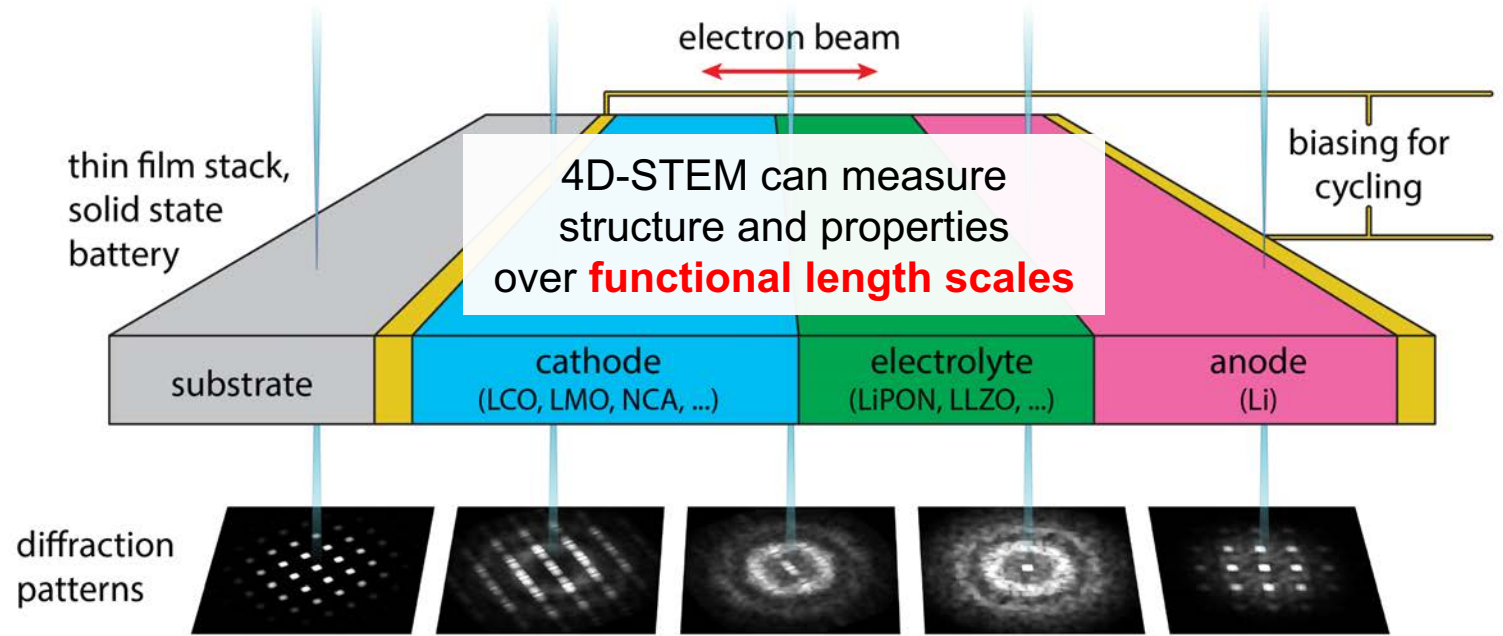 electron beam
thin film stack,
solid state
battery
4D-STEM can measure
structure and properties
over functional length scales
biasing for
cycling
substrate
cathode
(LCO, LMO, NCA, ...)
electrolyte
(LiPON, LLZO, ...)
anode
(Li)
diffraction
patterns